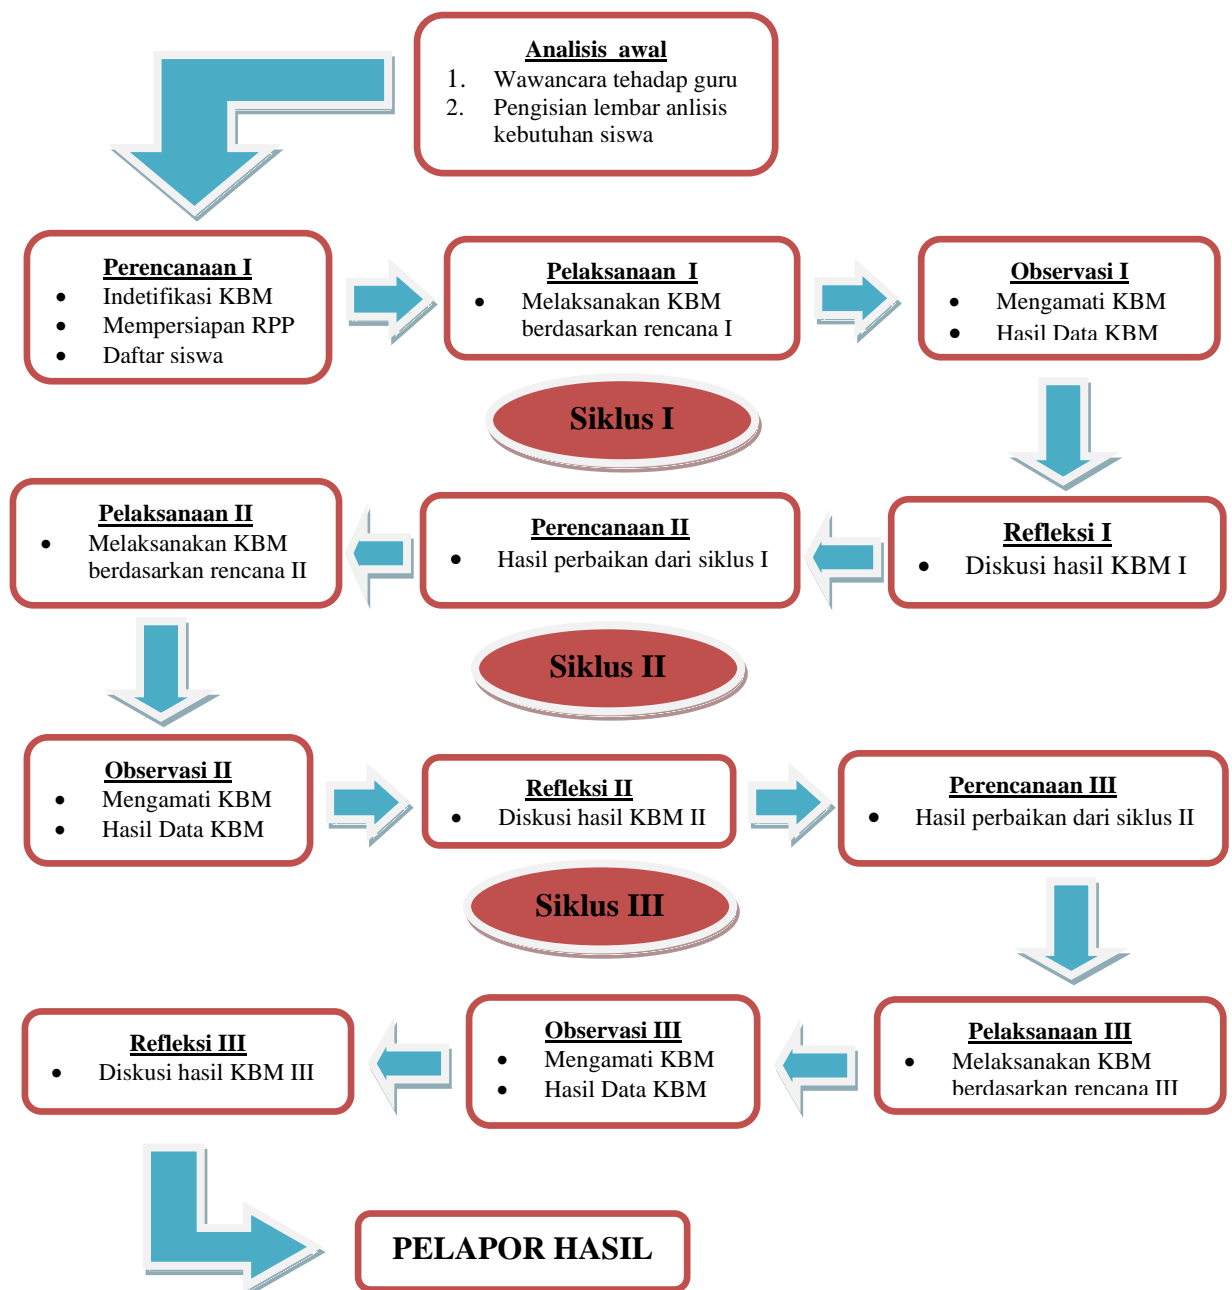 Analisis awal
1. Wawancara tehadap guru
2. Pengisian lembar anlisis
kebutuhan siswa
Perencanaan I
• Indetifikasi KBM
• Mempersiapan RPP
• Daftar siswa
Pelaksanaan I
• Melaksanakan KBM
berdasarkan rencana I
Observasi I
• Mengamati KBM
• Hasil Data KBM
Siklus I
Refleksi I
• Diskusi hasil KBM I
Perencanaan II
• Hasil perbaikan dari siklus I
Pelaksanaan II
• Melaksanakan KBM
berdasarkan rencana II
Siklus II
Observasi II
• Mengamati KBM
• Hasil Data KBM
Refleksi II
• Diskusi hasil KBM II
Perencanaan III
• Hasil perbaikan dari siklus II
Siklus III
Pelaksanaan III
• Melaksanakan KBM
berdasarkan rencana III
Observasi III
• Mengamati KBM
• Hasil Data KBM
Refleksi III
• Diskusi hasil KBM III
PELAPOR HASIL